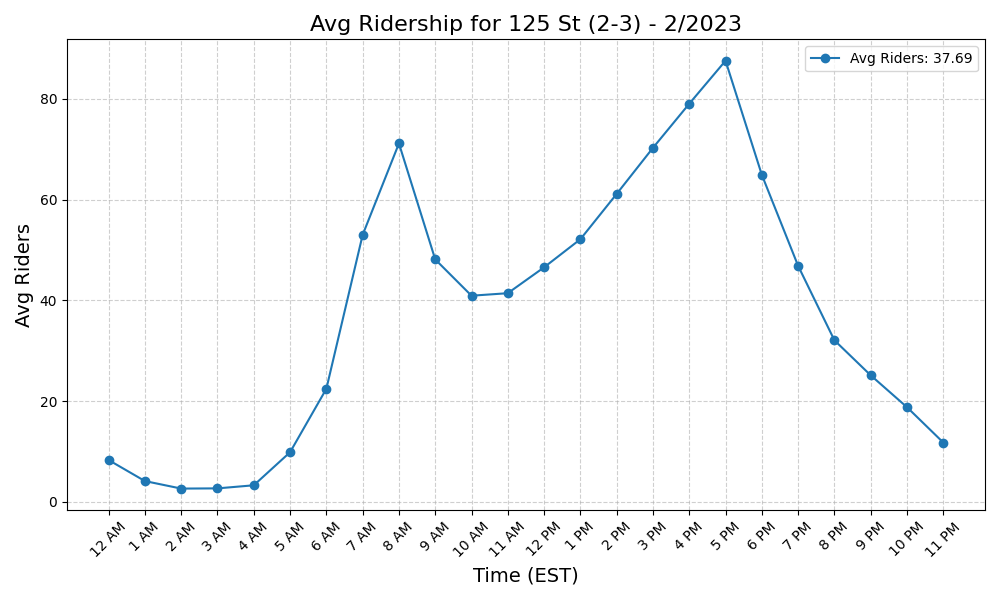 Avg Ridership for 125 St (2-3) - 2/2023
Avg Riders: 37.69
Avg Riders
80
60
40
20
0
12 AM
1 AM
2 AM
3 AM
4 AM
5 AM
6 AM
7 AM
8 AM
9 AM
10 AM
11 AM
12 PM
1 PM
2 PM
3 PM
4 PM
5 PM
6 PM
7 PM
8 PM
9 PM
10 PM
11 PM
Time (EST)